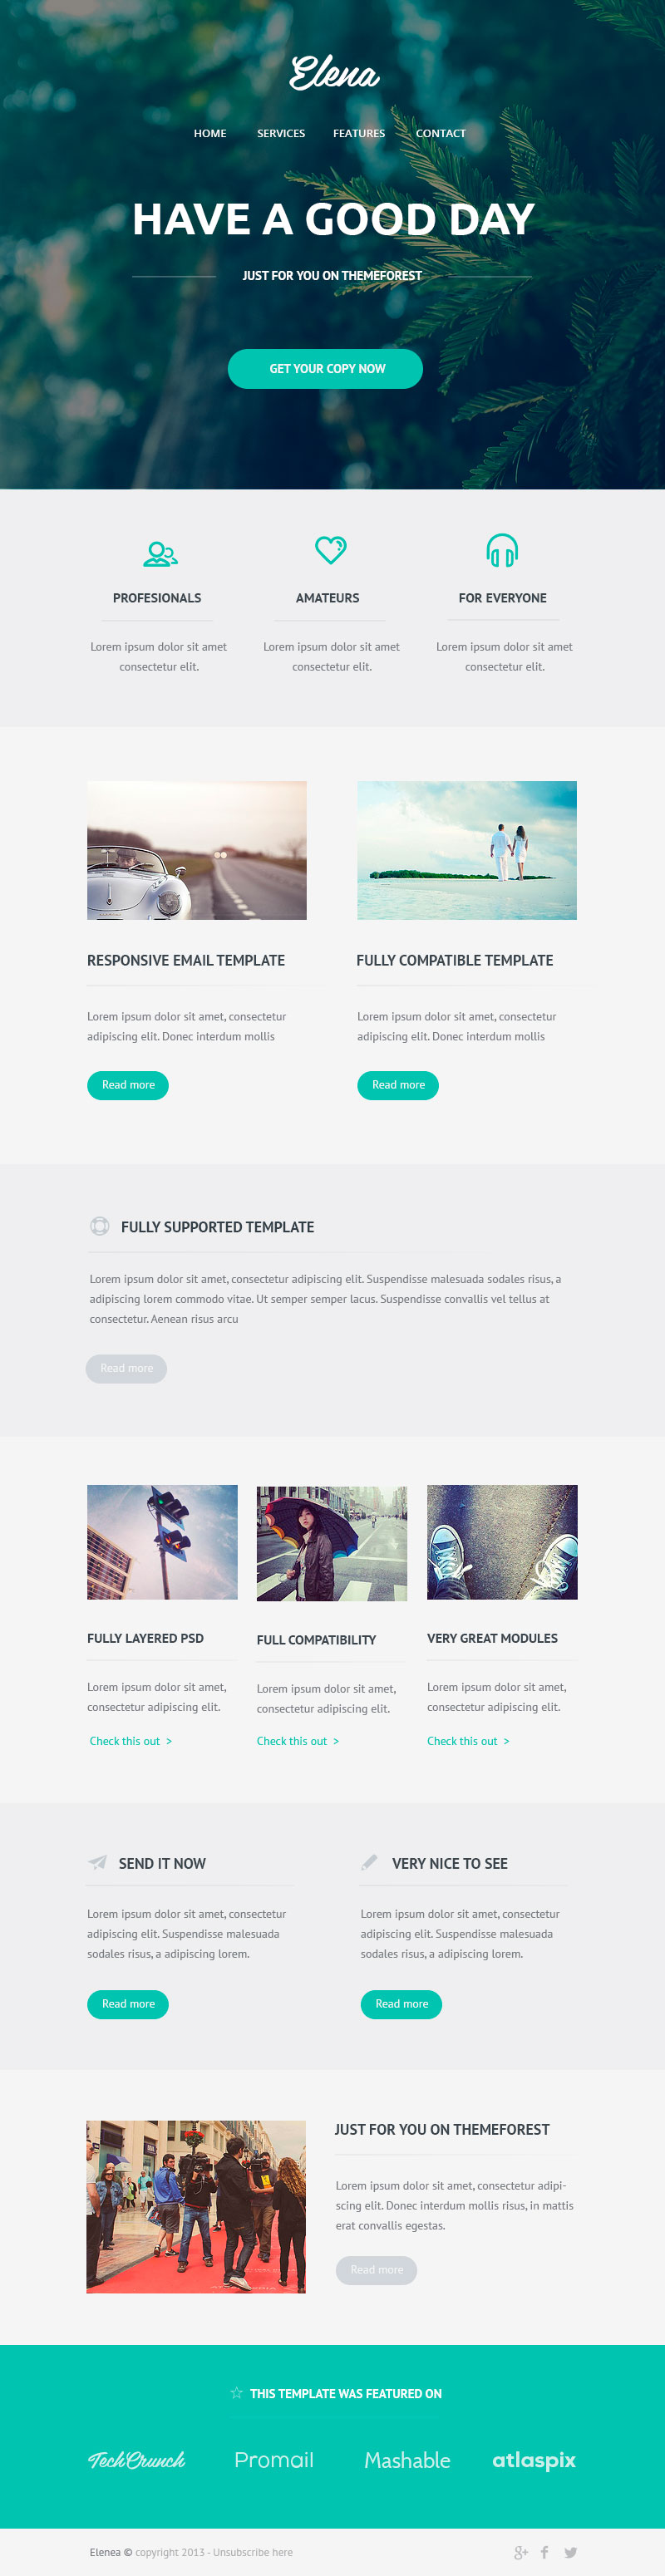 Elena
HOME SERVICES FEATURES CONTACT
HAVE A GOOD DAY
JUST FOR YOU ON THEMEFOREST
GET YOUR COPY NOW
PROFESIONALS
Lorem ipsum dolor sit amet
consectetur elit.
AMATEURS
Lorem ipsum dolor sit amet
consectetur elit.
FOR EVERYONE
Lorem ipsum dolor sit amet
consectetur elit.
RESPONSIVE EMAIL TEMPLATE
Lorem ipsum dolor sit amet, consectetur
adipiscing elit. Donec interdum mollis
Read more
FULLY COMPATIBLE TEMPLATE
Lorem ipsum dolor sit amet, consectetur
adipiscing elit. Donec interdum mollis
Read more
FULLY SUPPORTED TEMPLATE
Lorem ipsum dolor sit amet, consectetur adipiscing elit. Suspendisse malesuada sodales risus, a
adipiscing lorem commodo vitae. Ut semper semper lacus. Suspendisse convallis vel tellus at
consectetur. Aenean risus arcu
Read more
FULLY LAYERED PSD
Lorem ipsum dolor sit amet,
consectetur adipiscing elit.
Check this out >
FULL COMPATIBILITY
Lorem ipsum dolor sit amet,
consectetur adipiscing elit.
Check this out >
VERY GREAT MODULES
Lorem ipsum dolor sit amet,
consectetur adipiscing elit.
Check this out >
SEND IT NOW
Lorem ipsum dolor sit amet, consectetur
adipiscing elit. Suspendisse malesuada
sodales risus, a adipiscing lorem.
Read more
VERY NICE TO SEE
Lorem ipsum dolor sit amet, consectetur
adipiscing elit. Suspendisse malesuada
sodales risus, a adipiscing lorem.
Read more
JUST FOR YOU ON THEMEFOREST
Lorem ipsum dolor sit amet, consectetur adipi-
scing elit. Donec interdum mollis risus, in mattis
erat convallis egestas.
Read more
THIS TEMPLATE WAS FEATURED ON
TechCrunch Promail Mashable atlaspix
Elenea © copyright 2013 - Unsubscribe here